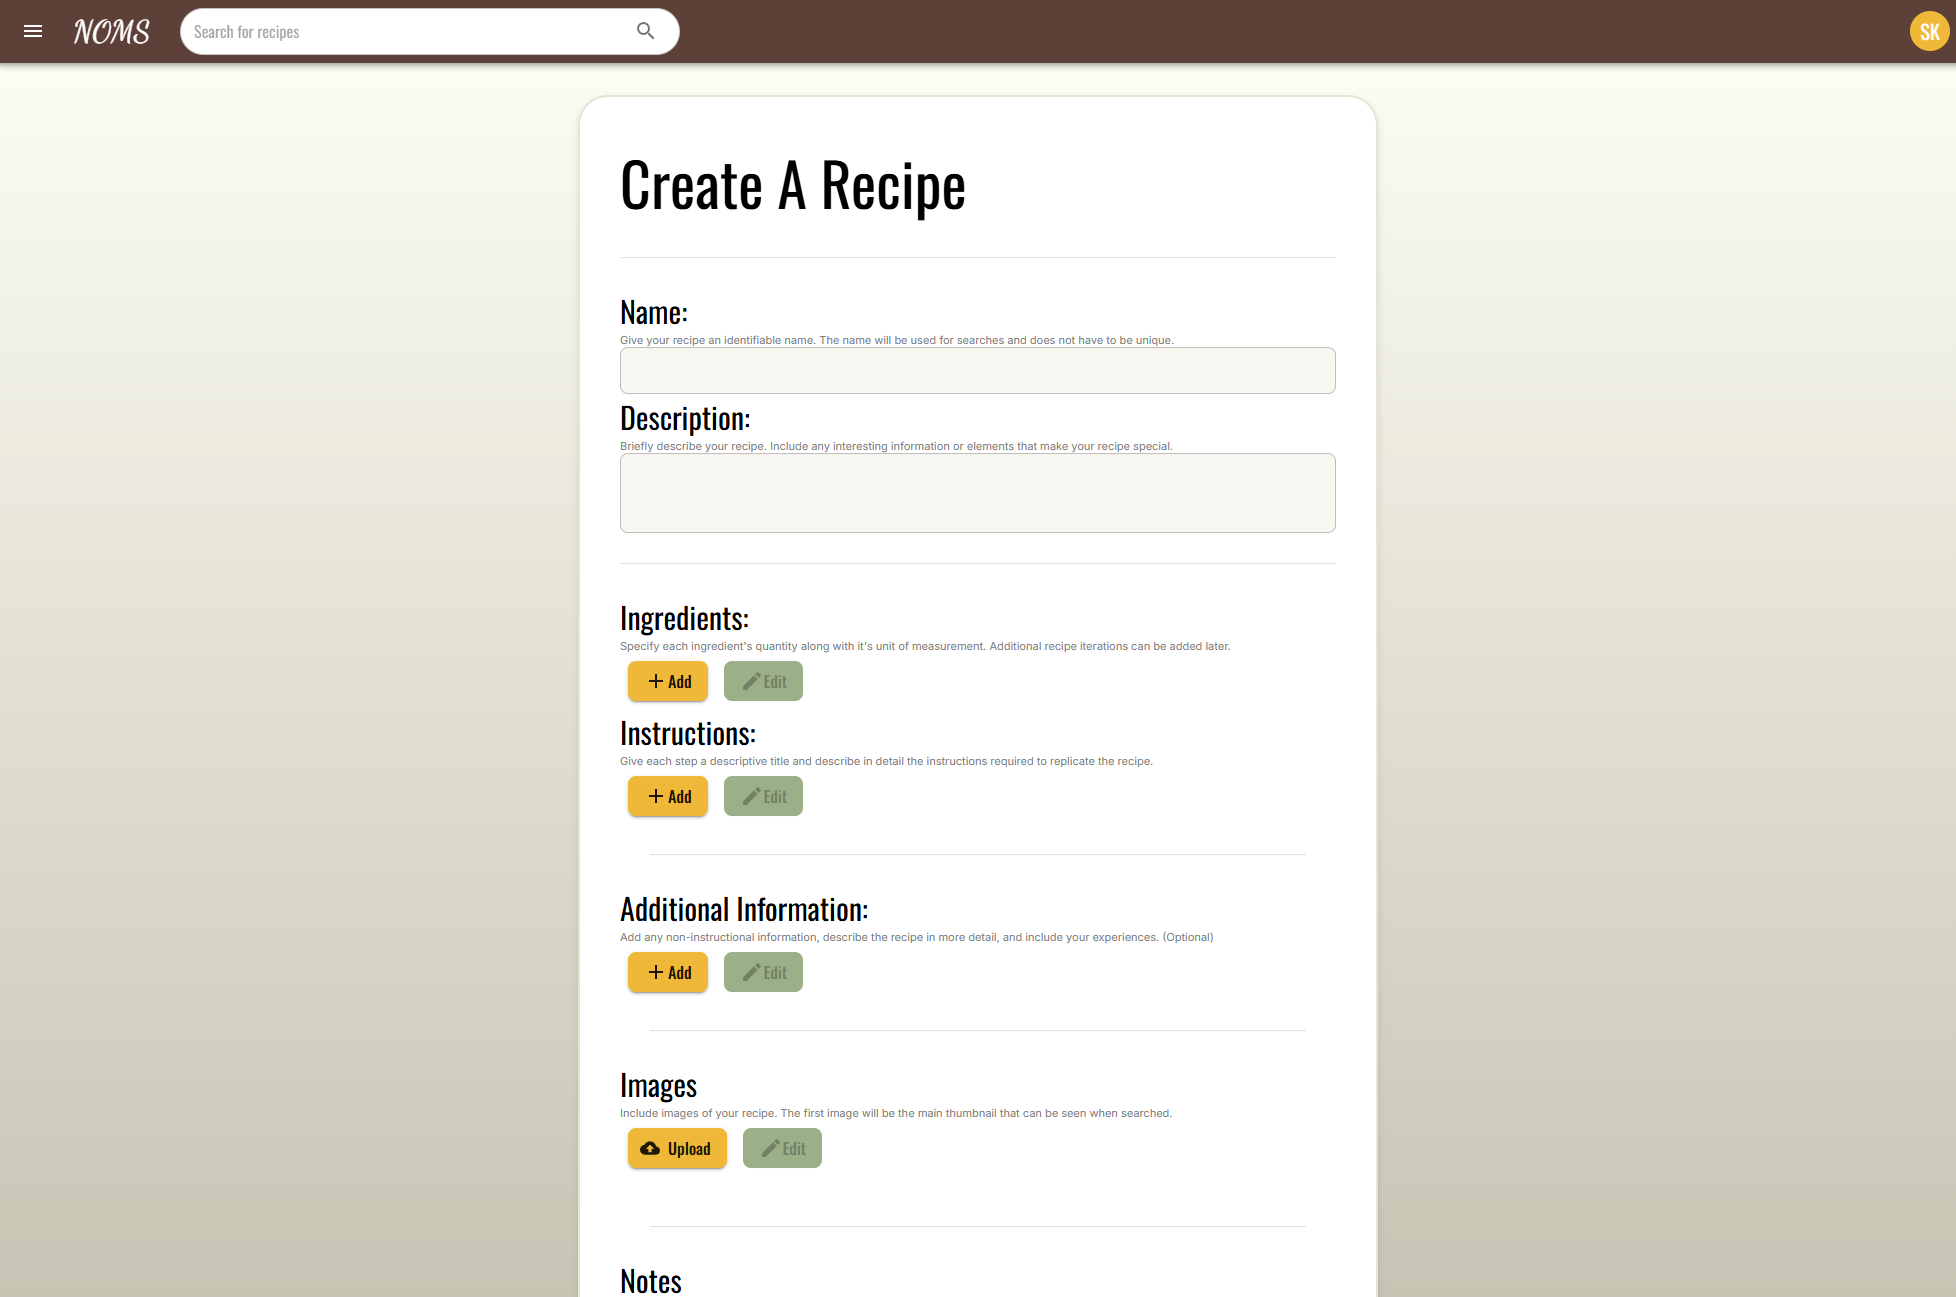 NOMS
Search for recipes
SK
Create A Recipe
Name:
Give your recipe an identifiable name. The name will be used for searches and does not have to be unique.
Description:
Briefly describe your recipe. Include any interesting information or elements that make your recipe special.
Ingredients:
Specify each ingredient's quantity along with it's unit of measurement. Additional recipe iterations can be added later.
Add Edit
Instructions:
Give each step a descriptive title and describe in detail the instructions required to replicate the recipe.
Add Edit
Additional Information:
Add any non-instructional information, describe the recipe in more detail, and include your experiences. (Optional)
Add Edit
Images
Include images of your recipe. The first image will be the main thumbnail that can be seen when searched.
Upload Edit
Notes